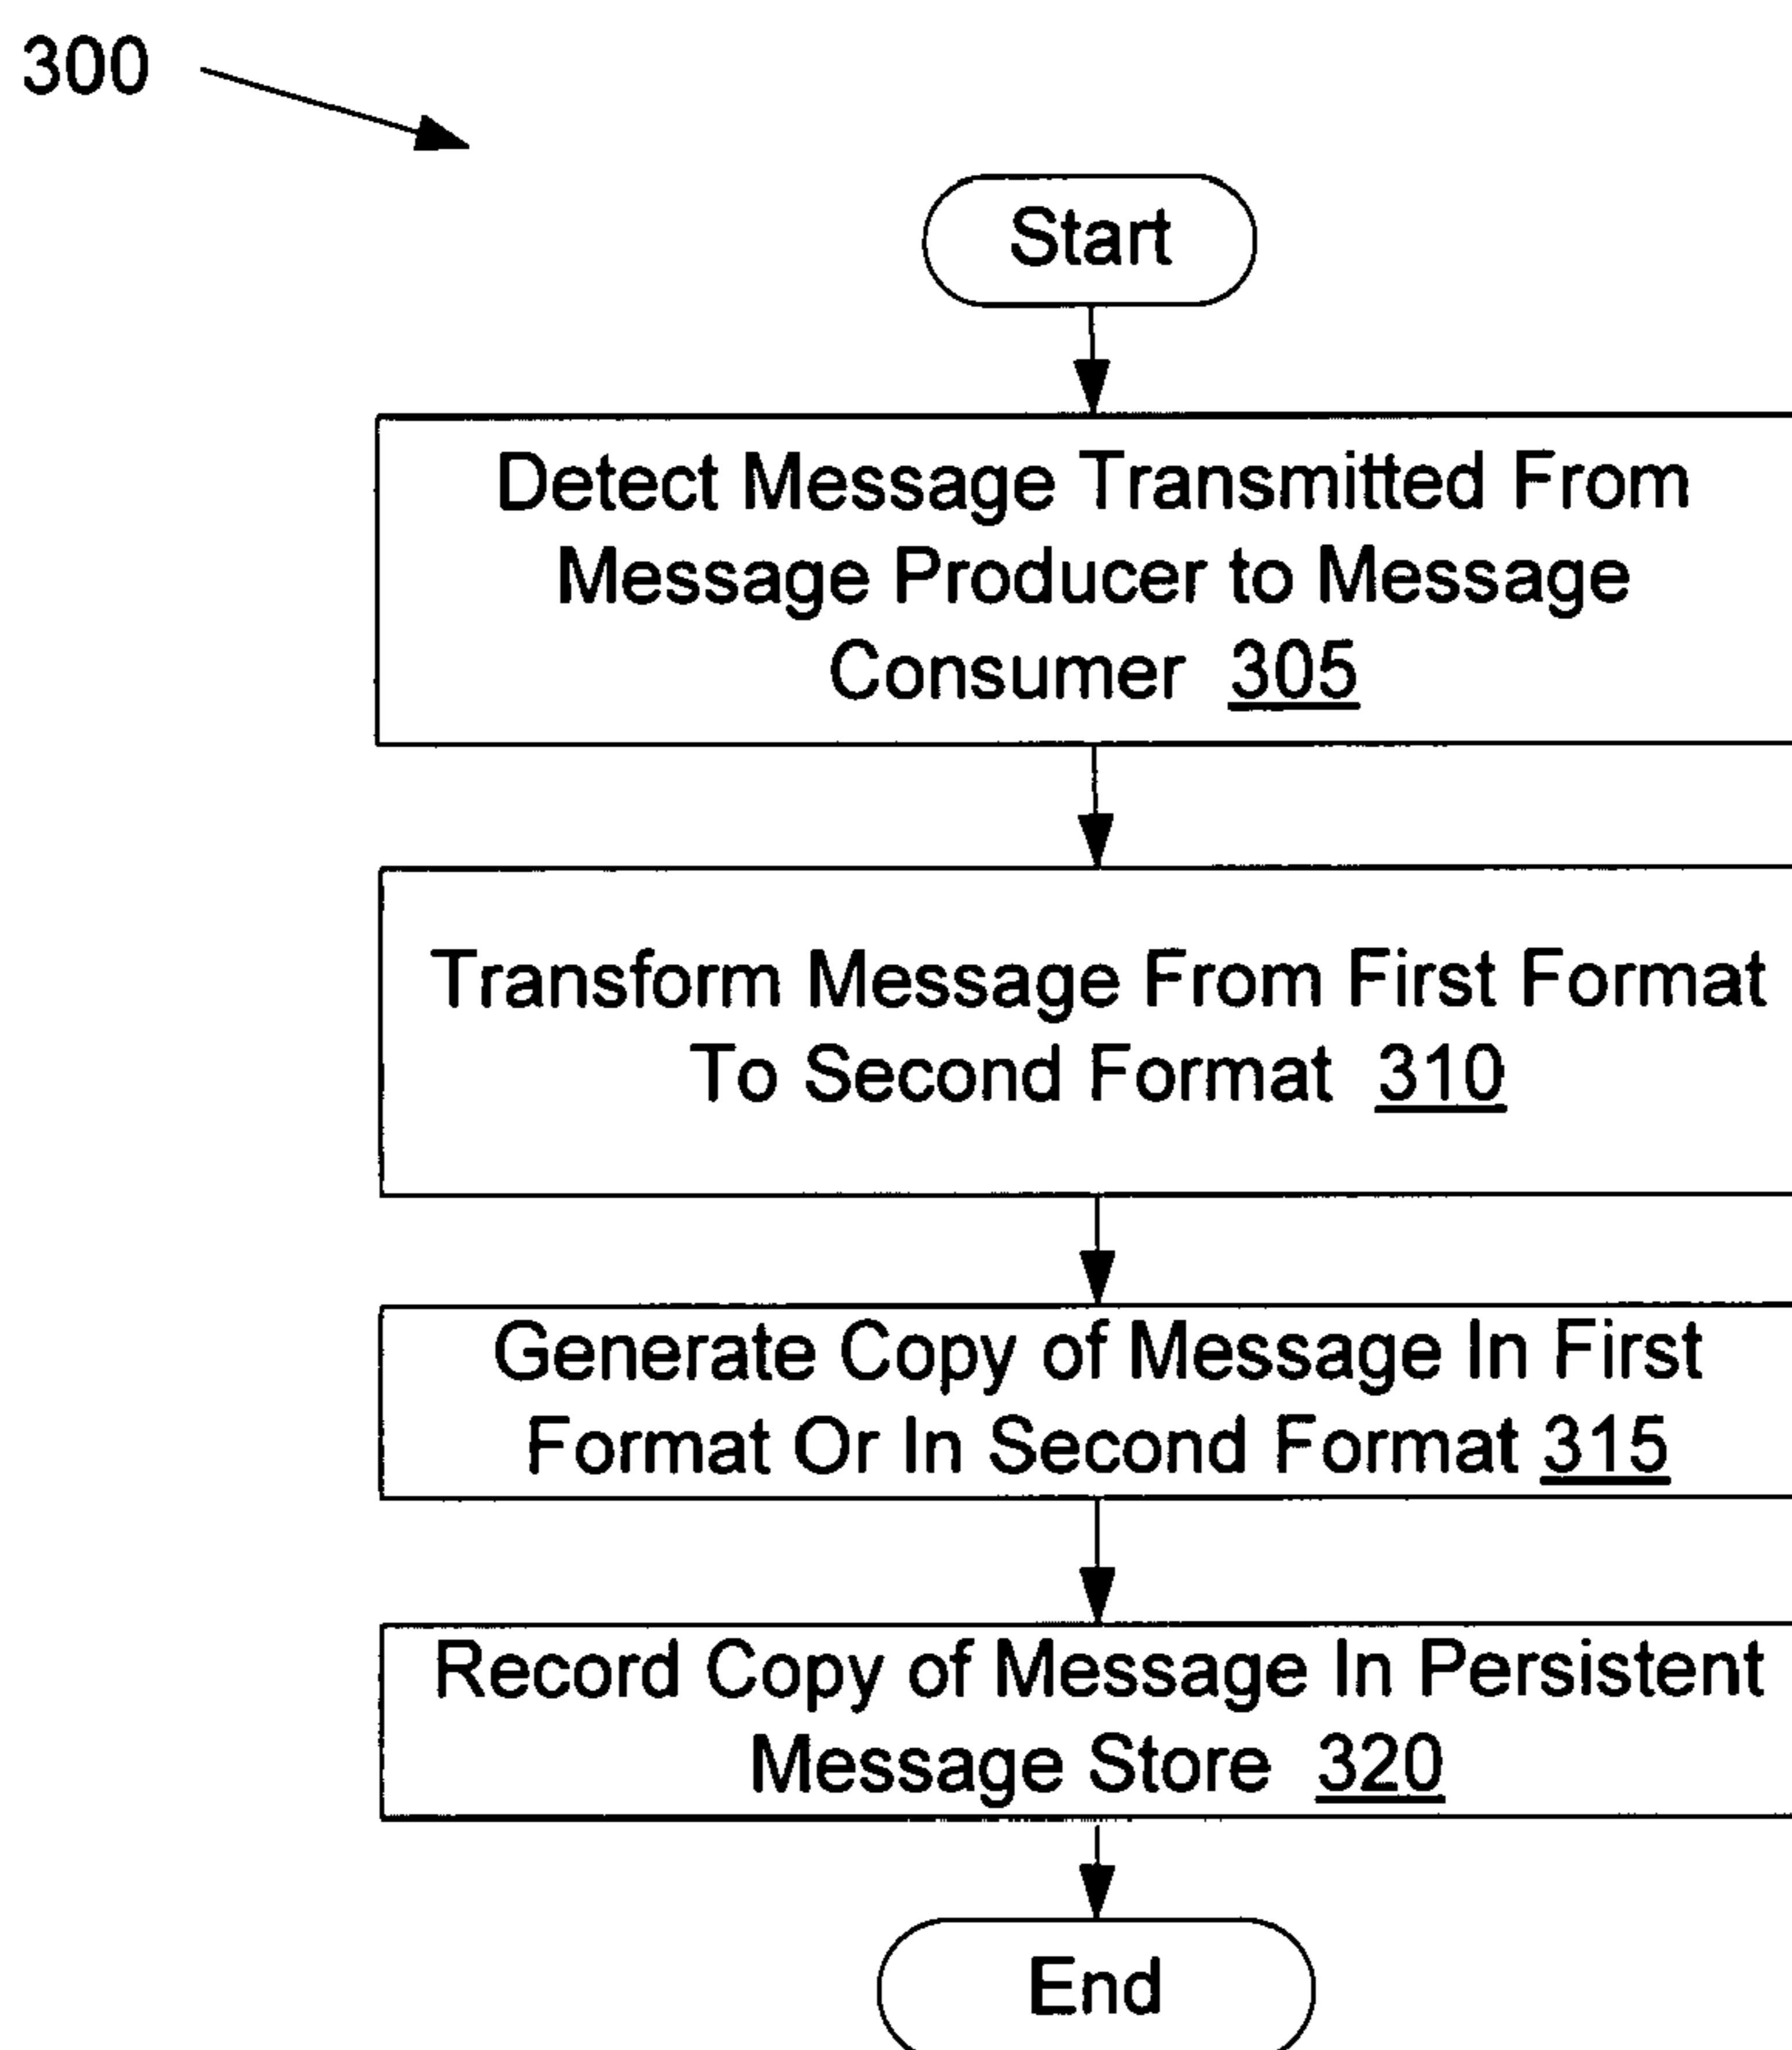 300
Start
Detect Message Transmitted From
Message Producer to Message
Consumer 305
Transform Message From First Format
To Second Format 310
Generate Copy of Message In First
Format Or In Second Format 315
Record Copy of Message In Persistent
Message Store 320
End